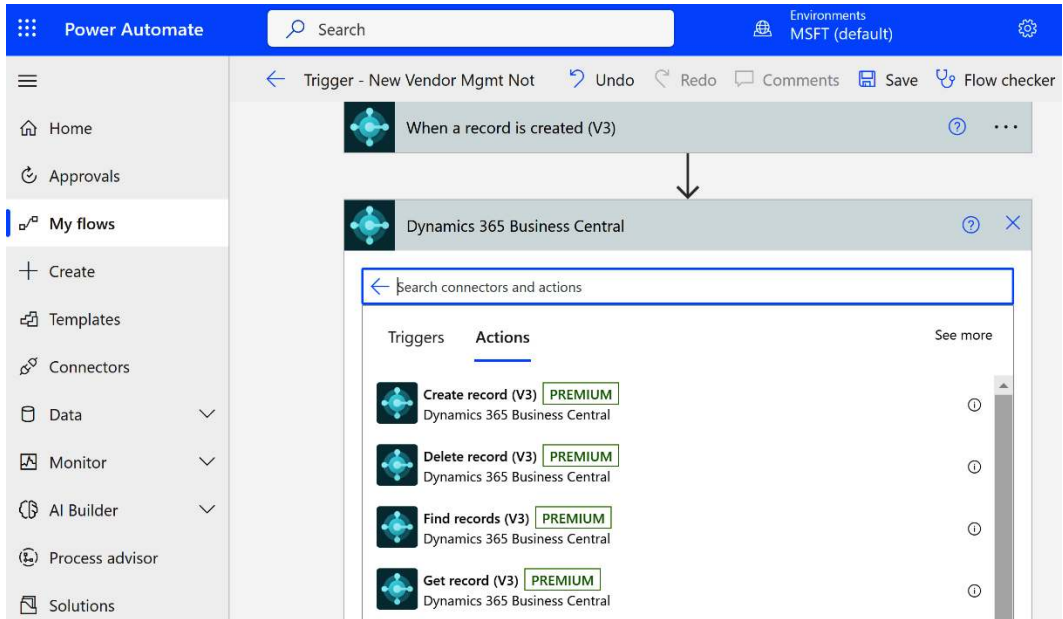 Power Automate
Search
Environments
MSFT (default)
Trigger - New Vendor Mgmt Not
Undo
Redo
Comments
Save
Flow checker
Home
Approvals
My flows
Create
Templates
Connectors
Data
Monitor
AI Builder
Process advisor
Solutions
When a record is created (V3)
Dynamics 365 Business Central
Search connectors and actions
Triggers
Actions
See more
Create record (V3) PREMIUM
Dynamics 365 Business Central
Delete record (V3) PREMIUM
Dynamics 365 Business Central
Find records (V3) PREMIUM
Dynamics 365 Business Central
Get record (V3) PREMIUM
Dynamics 365 Business Central